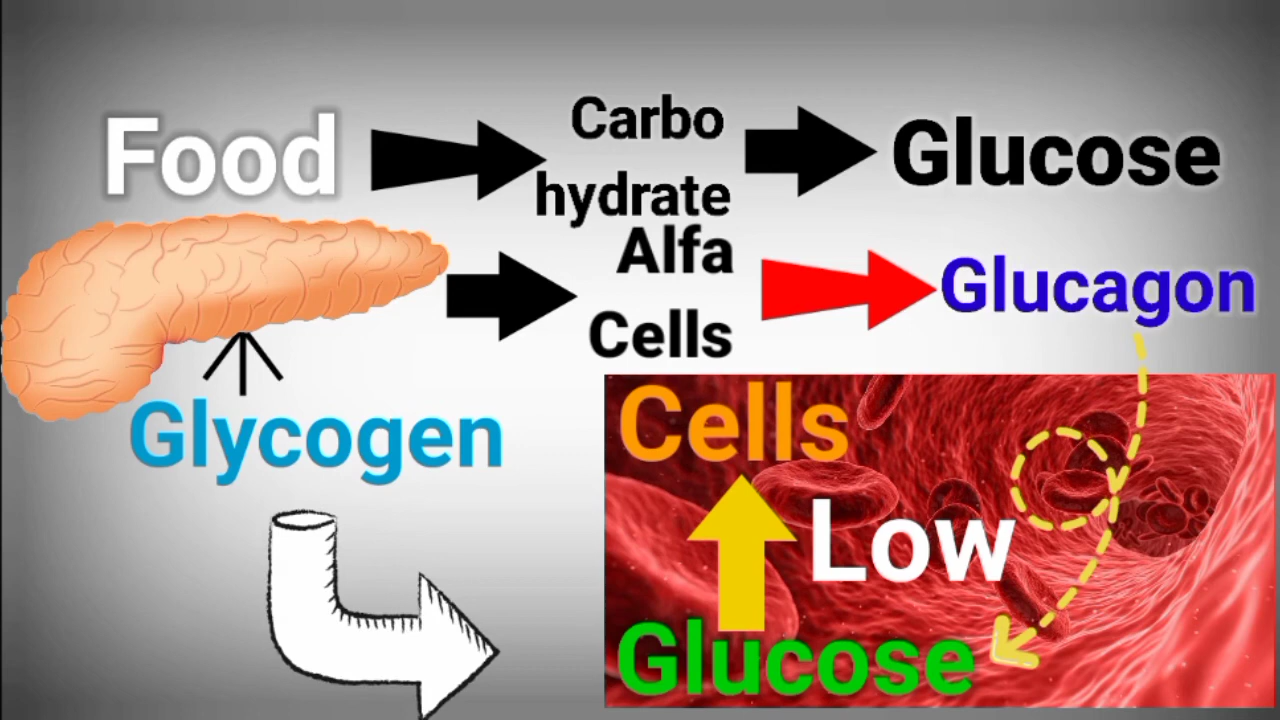 Food
Carbo
hydrate
Glucose
Alfa
Cells
Glucagon
Glycogen
Cells
Low
Glucose